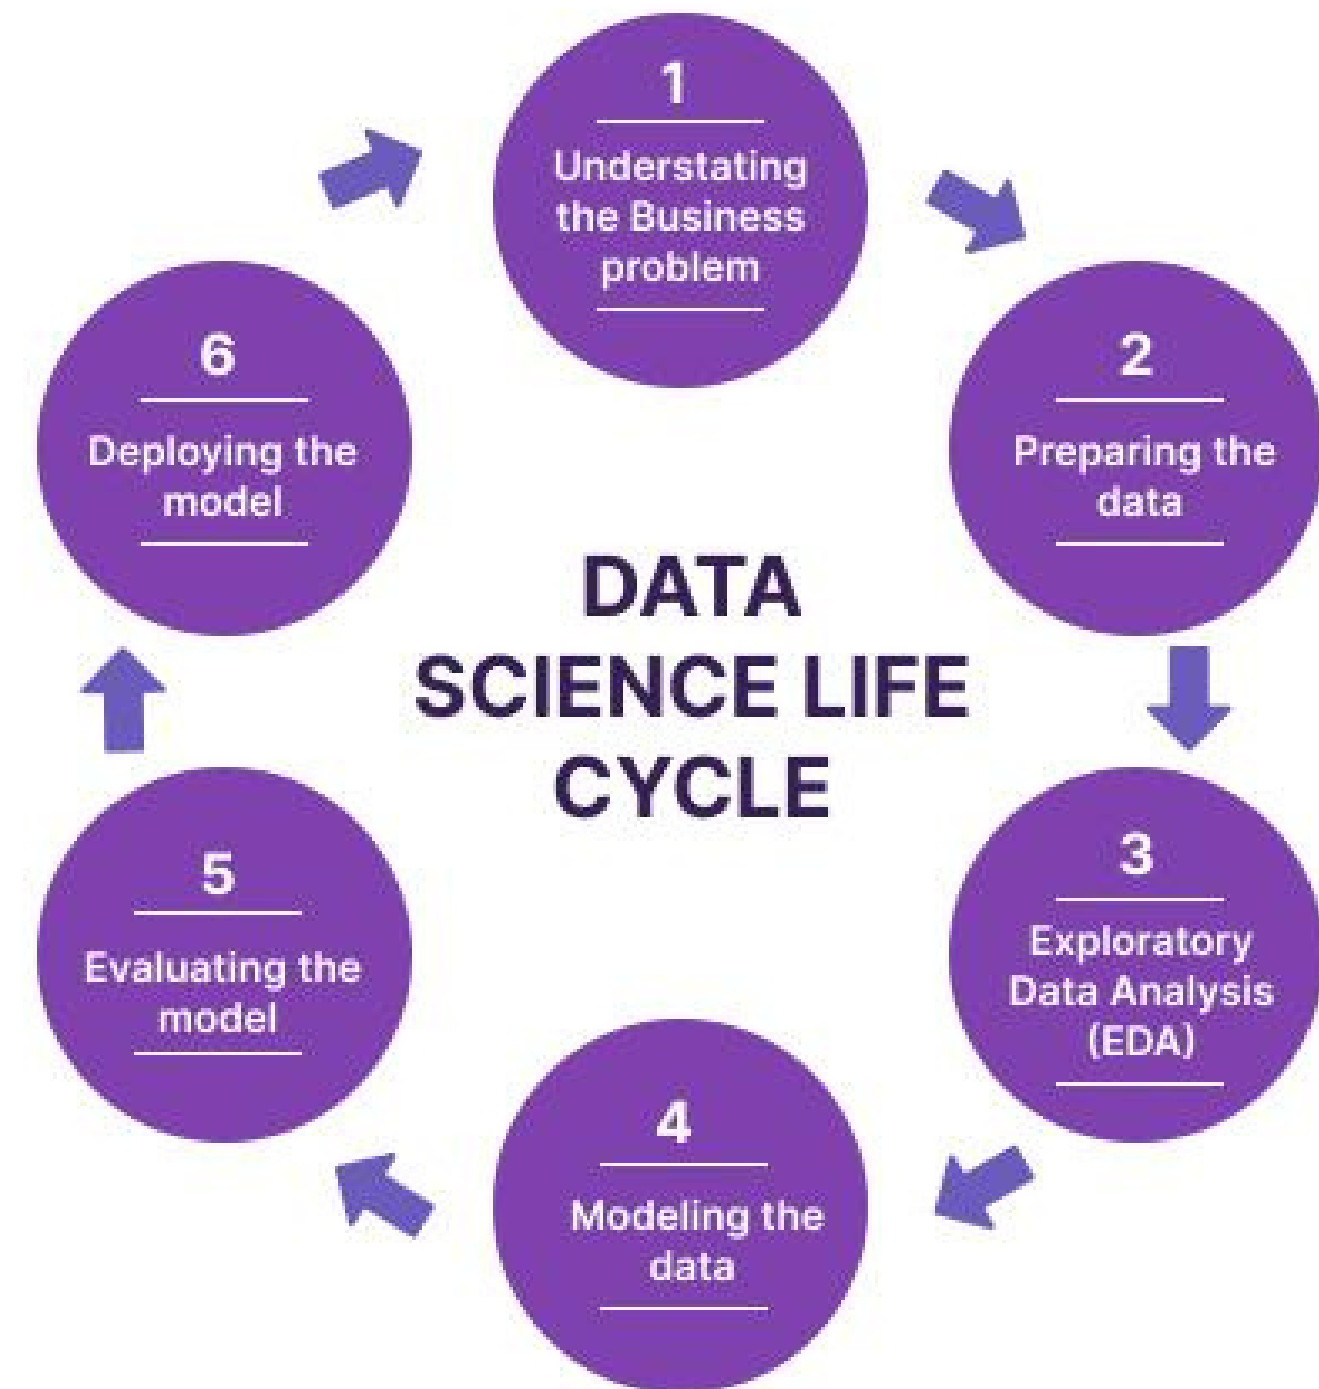 1
Understating
the Business
problem
2
Preparing the
data
3
Exploratory
Data Analysis
(EDA)
4
Modeling the
data
5
Evaluating the
model
6
Deploying the
model
DATA
SCIENCE LIFE
CYCLE